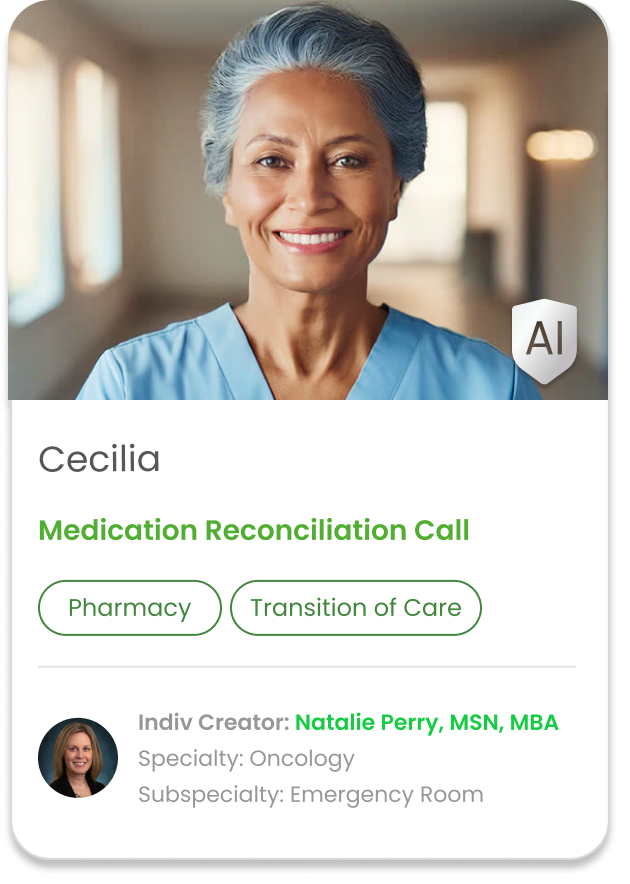 AI
Cecilia
Medication Reconciliation Call
Pharmacy
Transition of Care
Indiv Creator: Natalie Perry, MSN, MBA
Specialty: Oncology
Subspecialty: Emergency Room